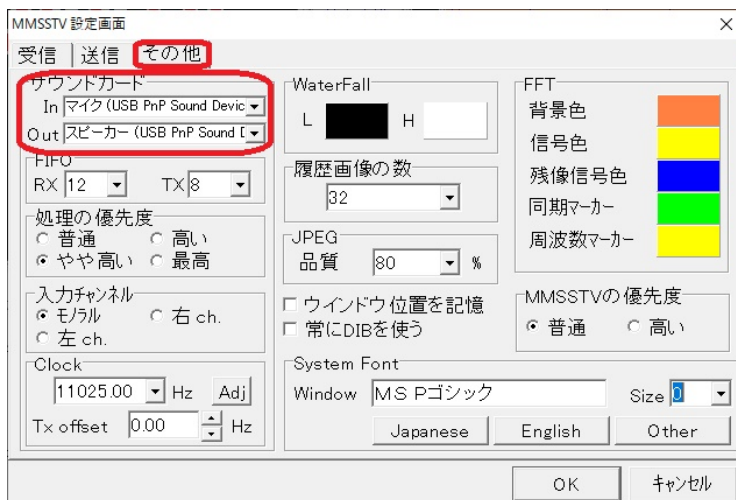 MMSSTV 設定画面
受信 送信 その他
サウンドカード
In マイク (USB PnP Sound Devic
Out スピーカー (USB PnP Sound D
FIFO
RX 12 TX 8
処理の優先度
普通 高い
やや高い 最高
入力チャンネル
モノラル 右 ch.
左 ch.
Clock
11025.00 Hz Adj
Tx offset 0.00 Hz
WaterFall
L H
履歴画像の数
32
JPEG
品質 80 %
ウインドウ位置を記憶
常にDIBを使う
FFT
背景色
信号色
残像信号色
同期マーカー
周波数マーカー
MMSSTVの優先度
普通 高い
System Font
Window MS Pゴシック Size 0
Japanese English Other
OK キャンセル